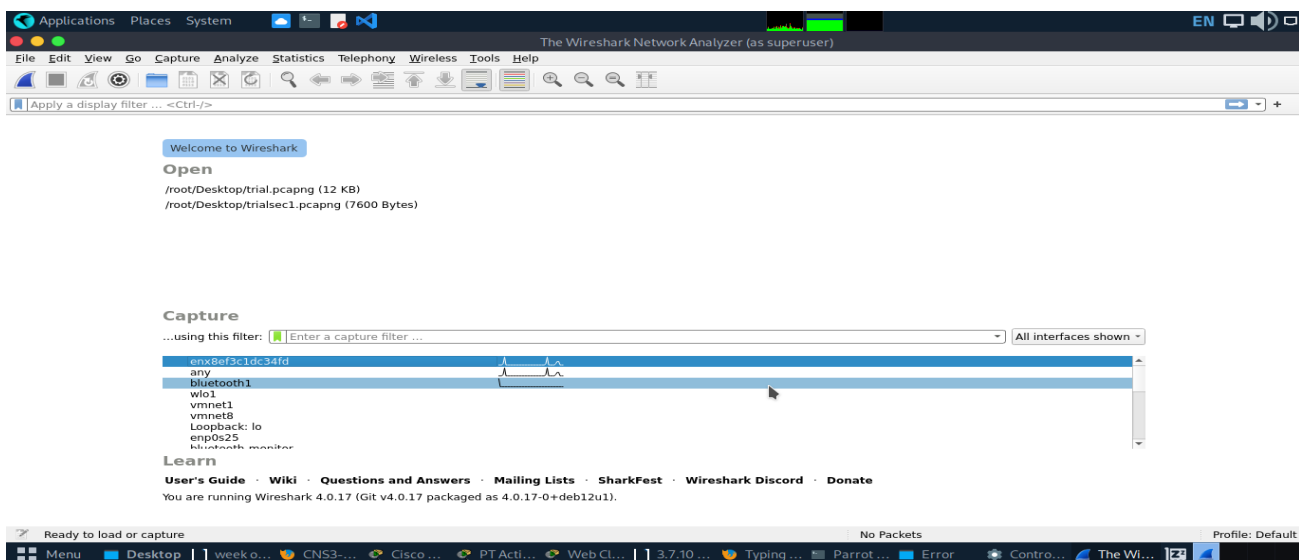 Applications Places System EN
The Wireshark Network Analyzer (as superuser)
File Edit View Go Capture Analyze Statistics Telephony Wireless Tools Help
Apply a display filter ... <Ctrl-/> +
Welcome to Wireshark
Open
/root/Desktop/trial.pcapng (12 KB)
/root/Desktop/trialsec1.pcapng (7600 Bytes)
Capture
...using this filter: Enter a capture filter ... All interfaces shown
enx8ef3c1dc34fd
any
bluetooth1
wlo1
vmnet1
vmnet8
Loopback: lo
enp0s25
bluetooth-monitor
Learn
User's Guide · Wiki · Questions and Answers · Mailing Lists · SharkFest · Wireshark Discord · Donate
You are running Wireshark 4.0.17 (Git v4.0.17 packaged as 4.0.17-0+deb12u1).
Ready to load or capture No Packets Profile: Default
Menu Desktop [ ] week o... CNS3-... Cisco ... PT Acti... Web Cl... [ ] 3.7.10 ... Typing ... Parrot ... Error Contro... The Wi...